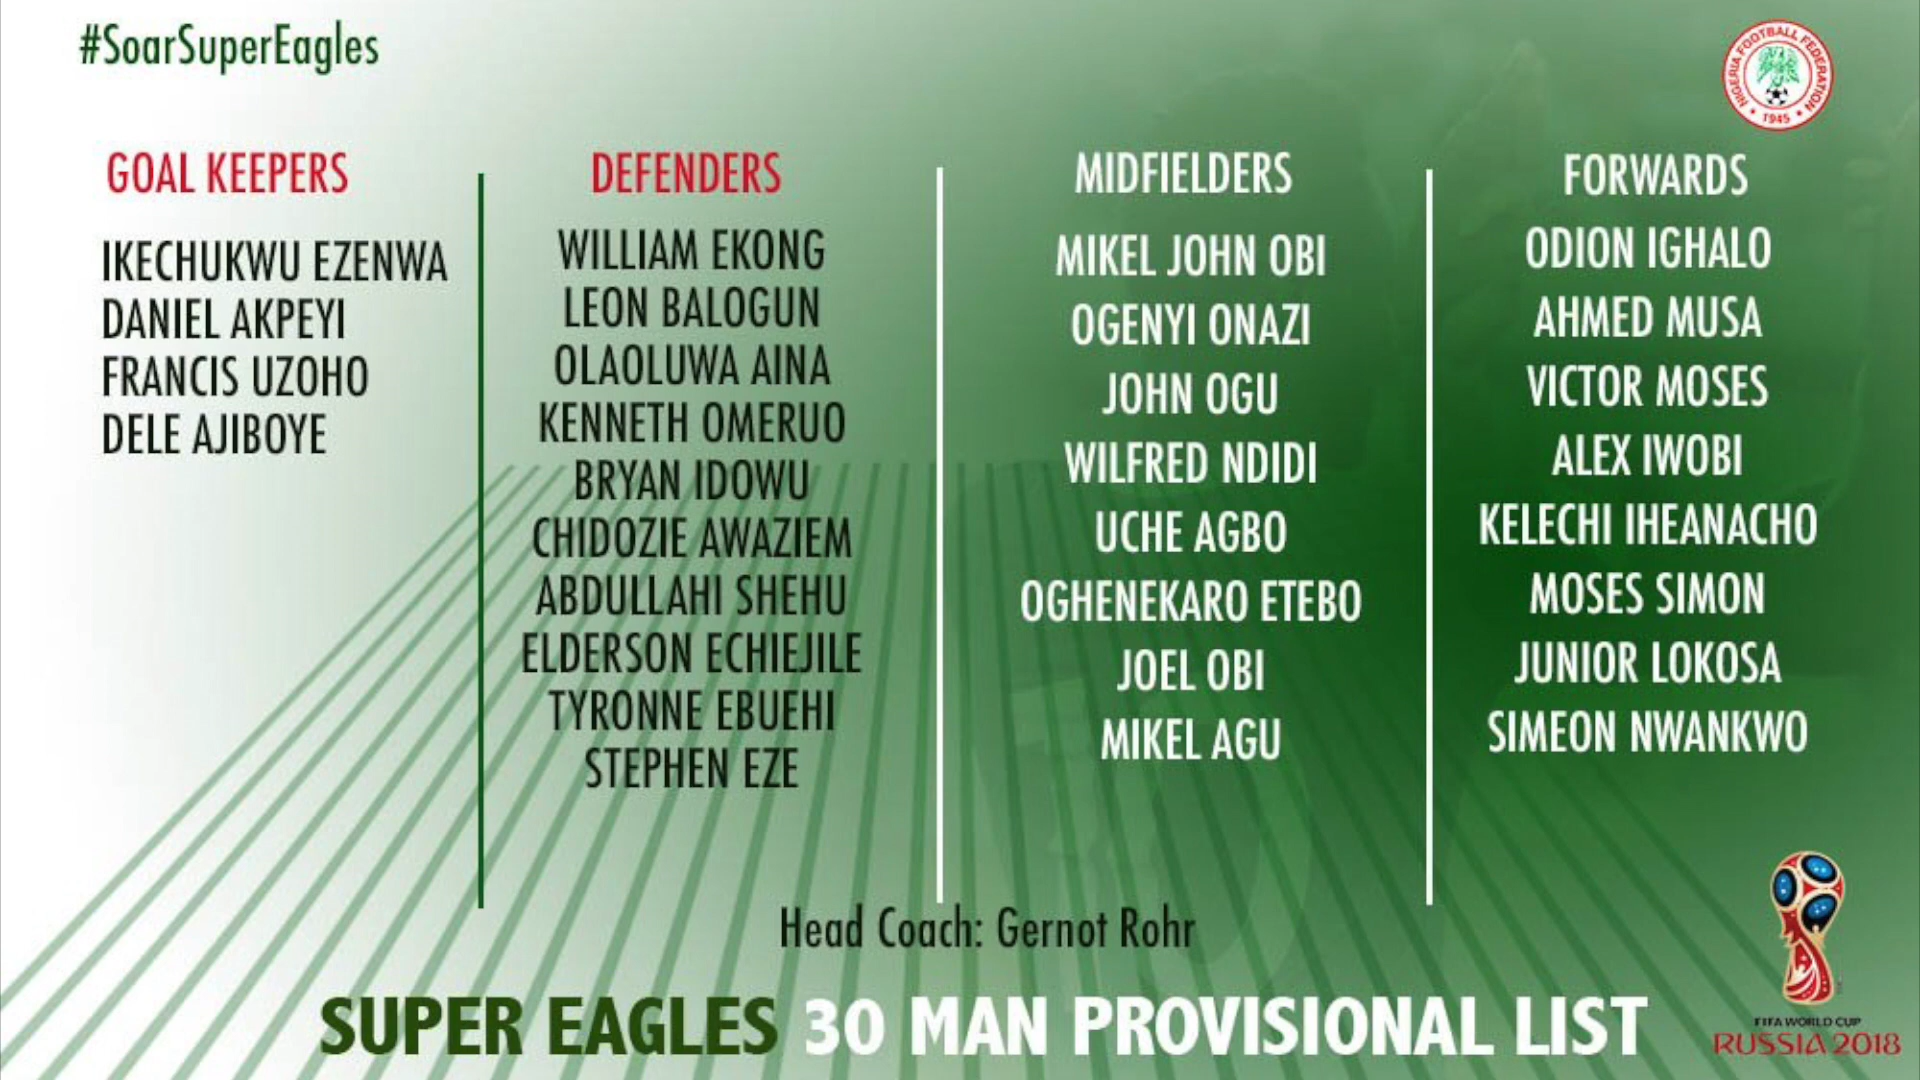 #SoarSuperEagles
NIGERIA FOOTBALL FEDERATION
1945
GOAL KEEPERS
IKECHUKWU EZENWA
DANIEL AKPEYI
FRANCIS UZOHO
DELE AJIBOYE
DEFENDERS
WILLIAM EKONG
LEON BALOGUN
OLAOLUWA AINA
KENNETH OMERUO
BRYAN IDOWU
CHIDOZIE AWAZIEM
ABDULLAHI SHEHU
ELDERSON ECHIEJILE
TYRONNE EBUEHI
STEPHEN EZE
MIDFIELDERS
MIKEL JOHN OBI
OGENYI ONAZI
JOHN OGU
WILFRED NDIDI
UCHE AGBO
OGHENEKARO ETEBO
JOEL OBI
MIKEL AGU
FORWARDS
ODION IGHALO
AHMED MUSA
VICTOR MOSES
ALEX IWOBI
KELECHI IHEANACHO
MOSES SIMON
JUNIOR LOKOSA
SIMEON NWANKWO
Head Coach: Gernot Rohr
SUPER EAGLES 30 MAN PROVISIONAL LIST
FIFA WORLD CUP
RUSSIA 2018